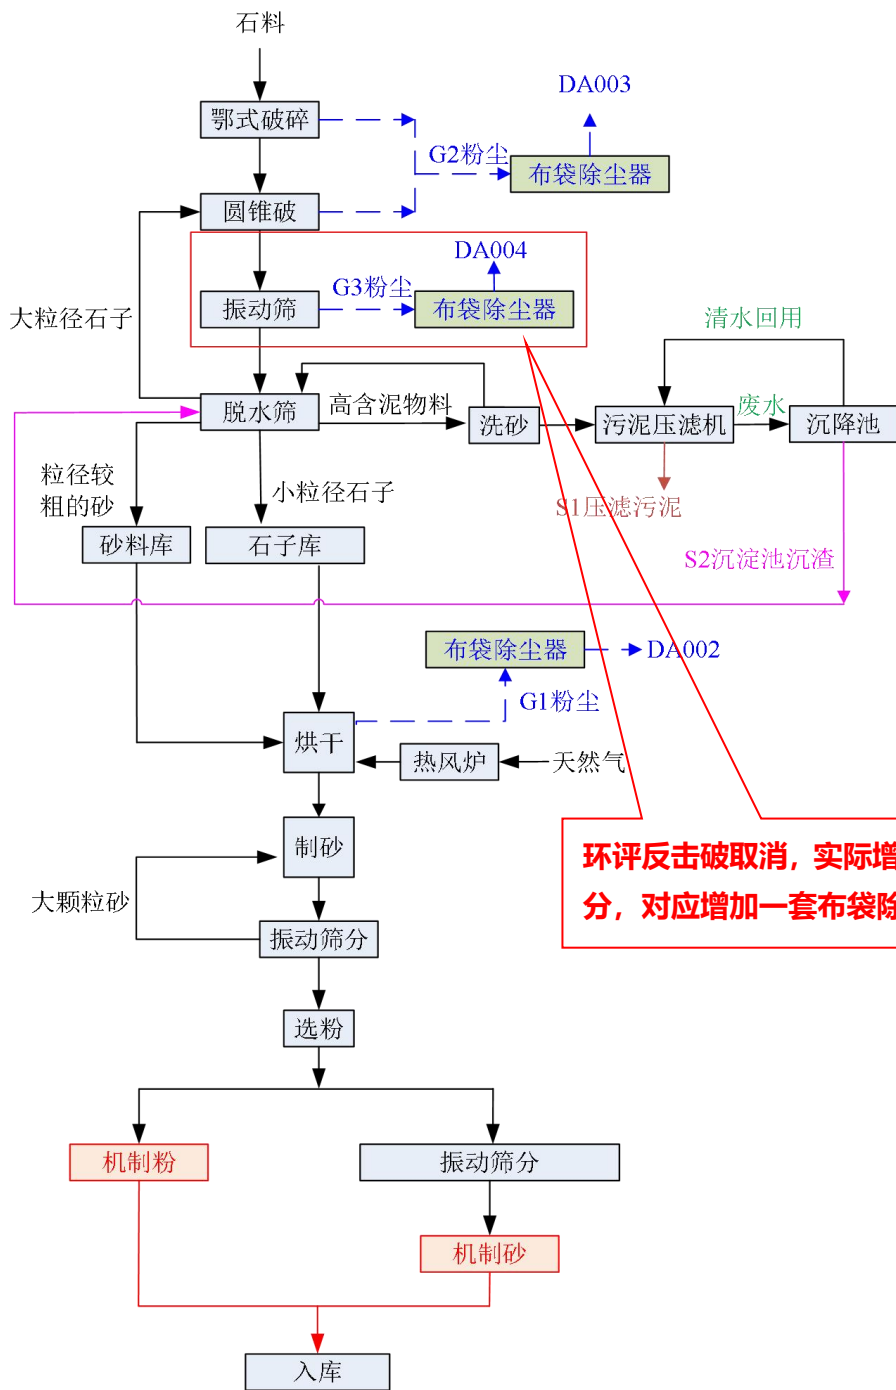 石料
鄂式破碎
DA003
G2粉尘
布袋除尘器
圆锥破
DA004
G3粉尘
振动筛
布袋除尘器
大粒径石子
清水回用
脱水筛
高含泥物料
洗砂
污泥压滤机
废水
沉降池
粒径较
粗的砂
小粒径石子
S1压滤污泥
砂料库
石子库
S2沉淀池沉渣
布袋除尘器
DA002
G1粉尘
烘干
热风炉
天然气
制砂
环评反击破取消，实际增
分，对应增加一套布袋除
大颗粒砂
振动筛分
选粉
机制粉
振动筛分
机制砂
入库